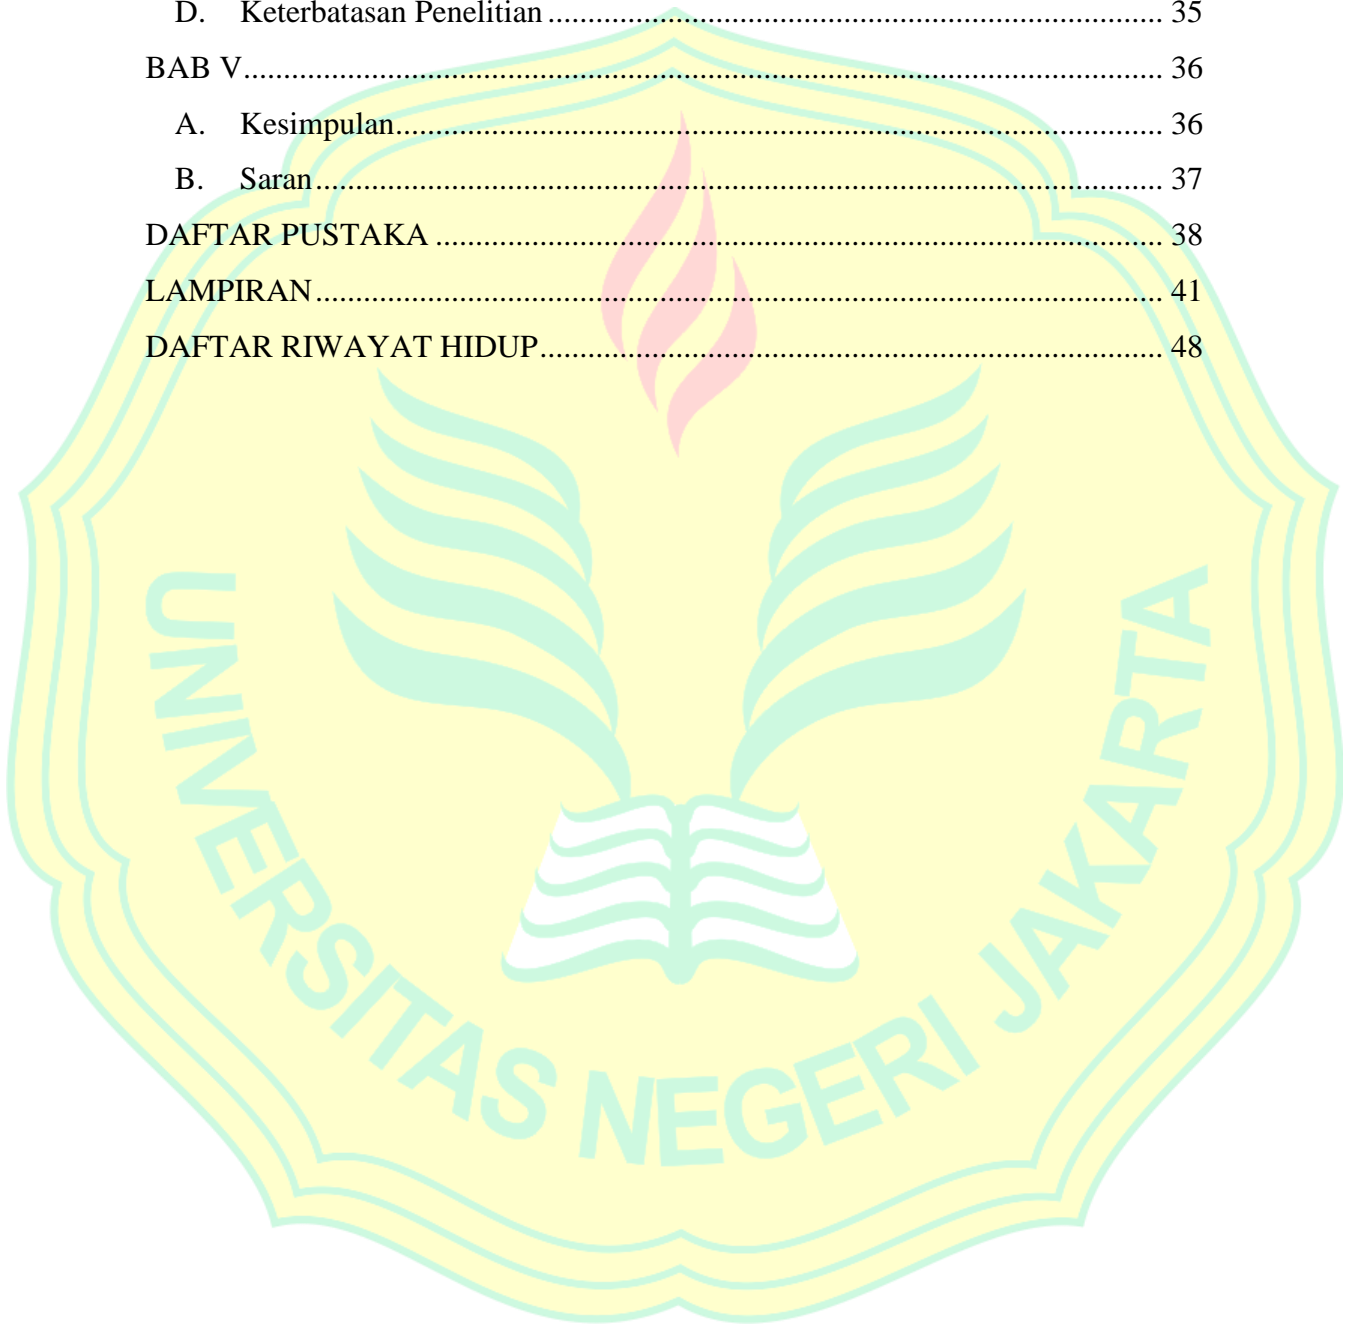 D. Keterbatasan Penelitian ............................................................................. 35
BAB V................................................................................................................... 36
A. Kesimpulan................................................................................................ 36
B. Saran.......................................................................................................... 37
DAFTAR PUSTAKA ........................................................................................... 38
LAMPIRAN.......................................................................................................... 41
DAFTAR RIWAYAT HIDUP.............................................................................. 48
UNIVERSITAS NEGERI JAKARTA